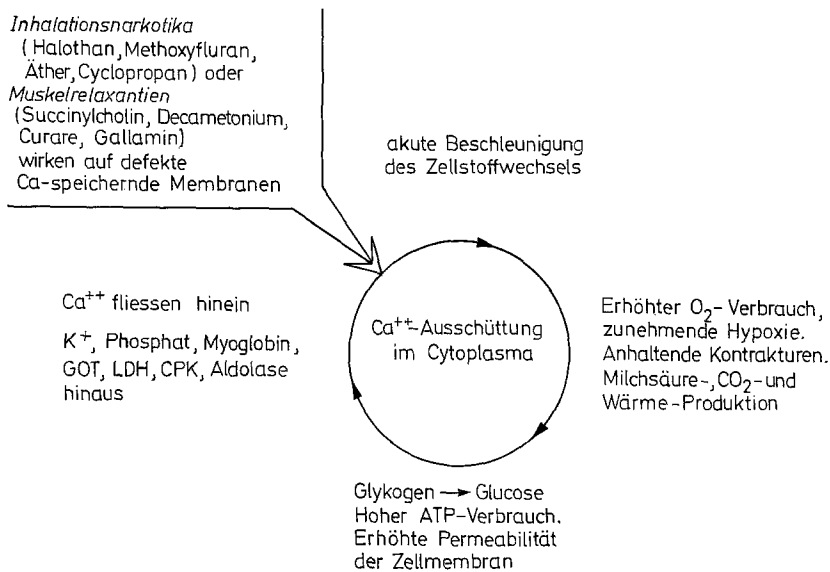 Inhalationsnarkotika
(Halothan, Methoxyfluran,
Äther, Cyclopropan) oder
Muskelrelaxantien
(Succinylcholin, Decametonium,
Curare, Gallamin)
wirken auf defekte
Ca-speichernde Membranen
akute Beschleunigung
des Zellstoffwechsels
Ca⁺⁺ fliessen hinein
K⁺, Phosphat, Myoglobin,
GOT, LDH, CPK, Aldolase
hinaus
Ca⁺⁺-Ausschüttung
im Cytoplasma
Erhöhter O₂-Verbrauch,
zunehmende Hypoxie.
Anhaltende Kontrakturen.
Milchsäure-, CO₂-und
Wärme-Produktion
Glykogen → Glucose
Hoher ATP-Verbrauch.
Erhöhte Permeabilität
der Zellmembran